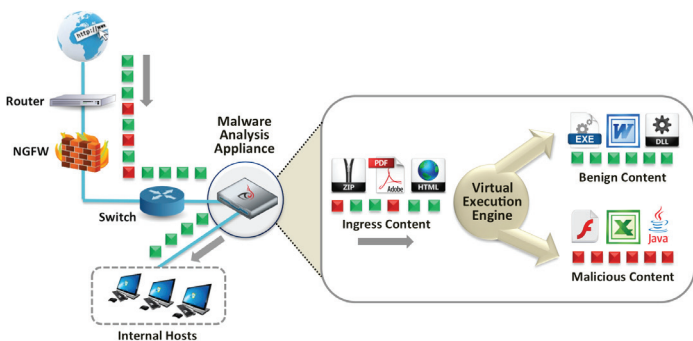 http://www.
Router
NGFW
Switch
Malware
Analysis
Appliance
Internal Hosts
ZIP
PDF
Adobe
HTML
Ingress Content
Virtual
Execution
Engine
EXE
W
DLL
Benign Content
X
Java
Malicious Content